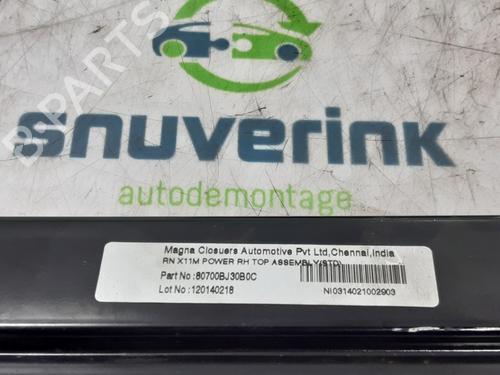 B-PARTS
snuverink
autodemontage
Magna Closuers Automotive Pvt Ltd,Chennai,India
RN X11M POWER RH TOP ASSEMBLY(STD)
Part No :80700BJ30B0C
Lot No :120140218 NI0314021002903